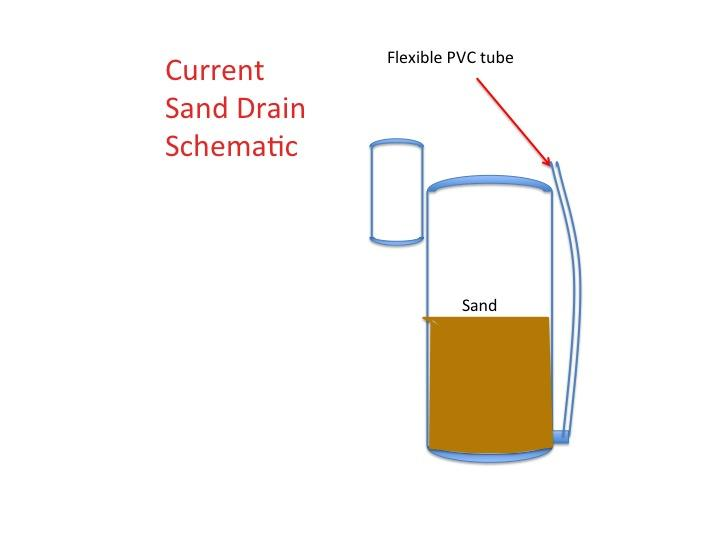 Current
Sand Drain
Schematic
Flexible PVC tube
Sand